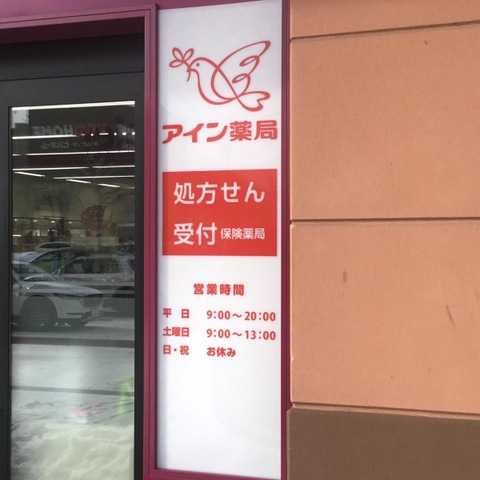 アイン薬局
処方せん
受付 保険薬局
営業時間
平 日 9:00〜20:00
土曜日 9:00〜13:00
日・祝 お休み
HOME